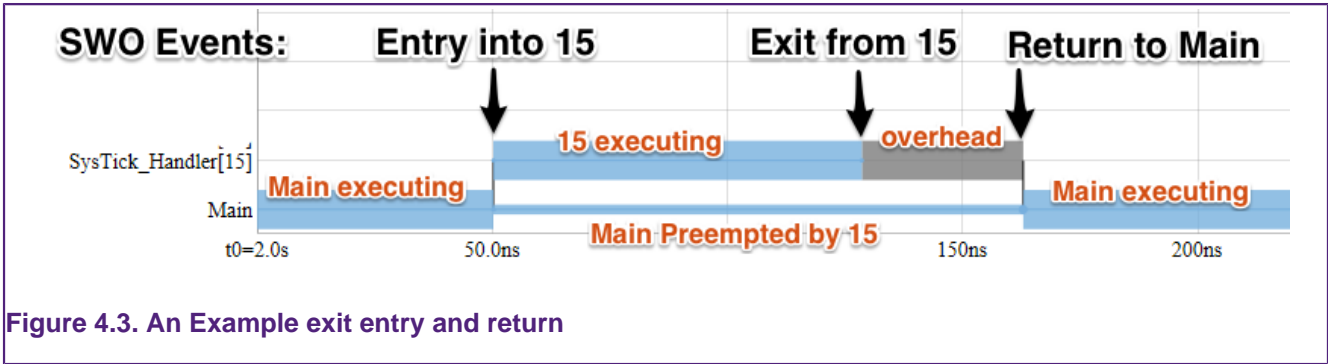 SWO Events: Entry into 15 Exit from 15 Return to Main
15 executing overhead
SysTick_Handler[15]
Main executing Main executing
Main
Main Preempted by 15
t0=2.0s 50.0ns 150ns 200ns
Figure 4.3. An Example exit entry and return